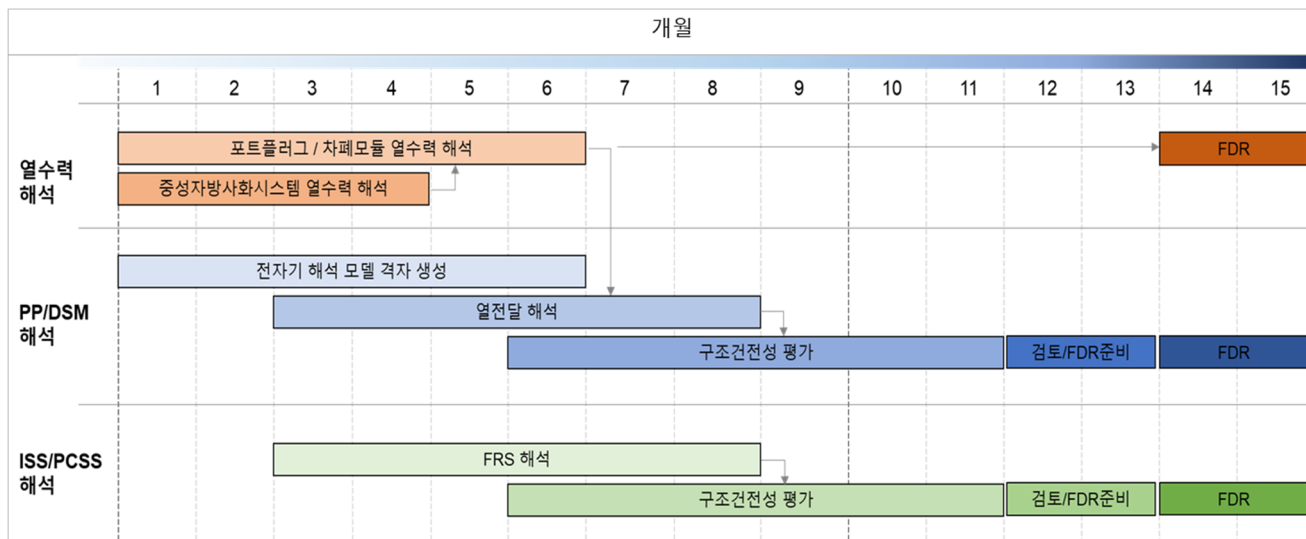 개월
1 2 3 4 5 6 7 8 9 10 11 12 13 14 15
열수력
해석
포트플러그 / 차폐모듈 열수력 해석
FDR
중성자방사화시스템 열수력 해석
PP/DSM
해석
전자기 해석 모델 격자 생성
열전달 해석
구조건전성 평가
검토/FDR준비
FDR
ISS/PCSS
해석
FRS 해석
구조건전성 평가
검토/FDR준비
FDR